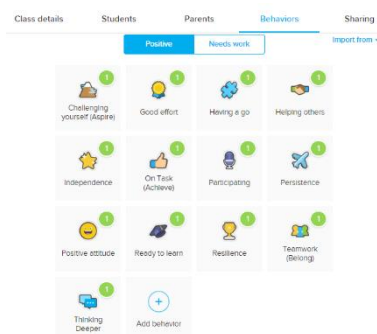 Class details Students Parents Behaviors Sharing
Positive Needs work Import from
1 1 1 1
Challenging Good effort Having a go Helping others
yourself (Aspire)
1 1 1 1
Independence On Task Participating Persistence
(Achieve)
1 1 1 1
Positive attitude Ready to learn Resilience Teamwork
(Belong)
1
Thinking Add behavior
Deeper